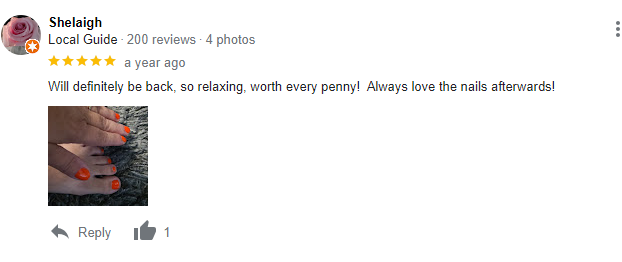 Shelaigh
Local Guide · 200 reviews · 4 photos
a year ago
Will definitely be back, so relaxing, worth every penny!  Always love the nails afterwards!
Reply 1